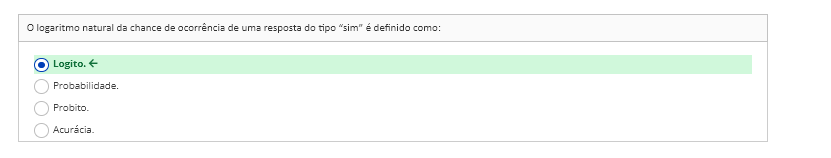 O logaritmo natural da chance de ocorrência de uma resposta do tipo “sim” é definido como:
Logito. ←
Probabilidade.
Probito.
Acurácia.